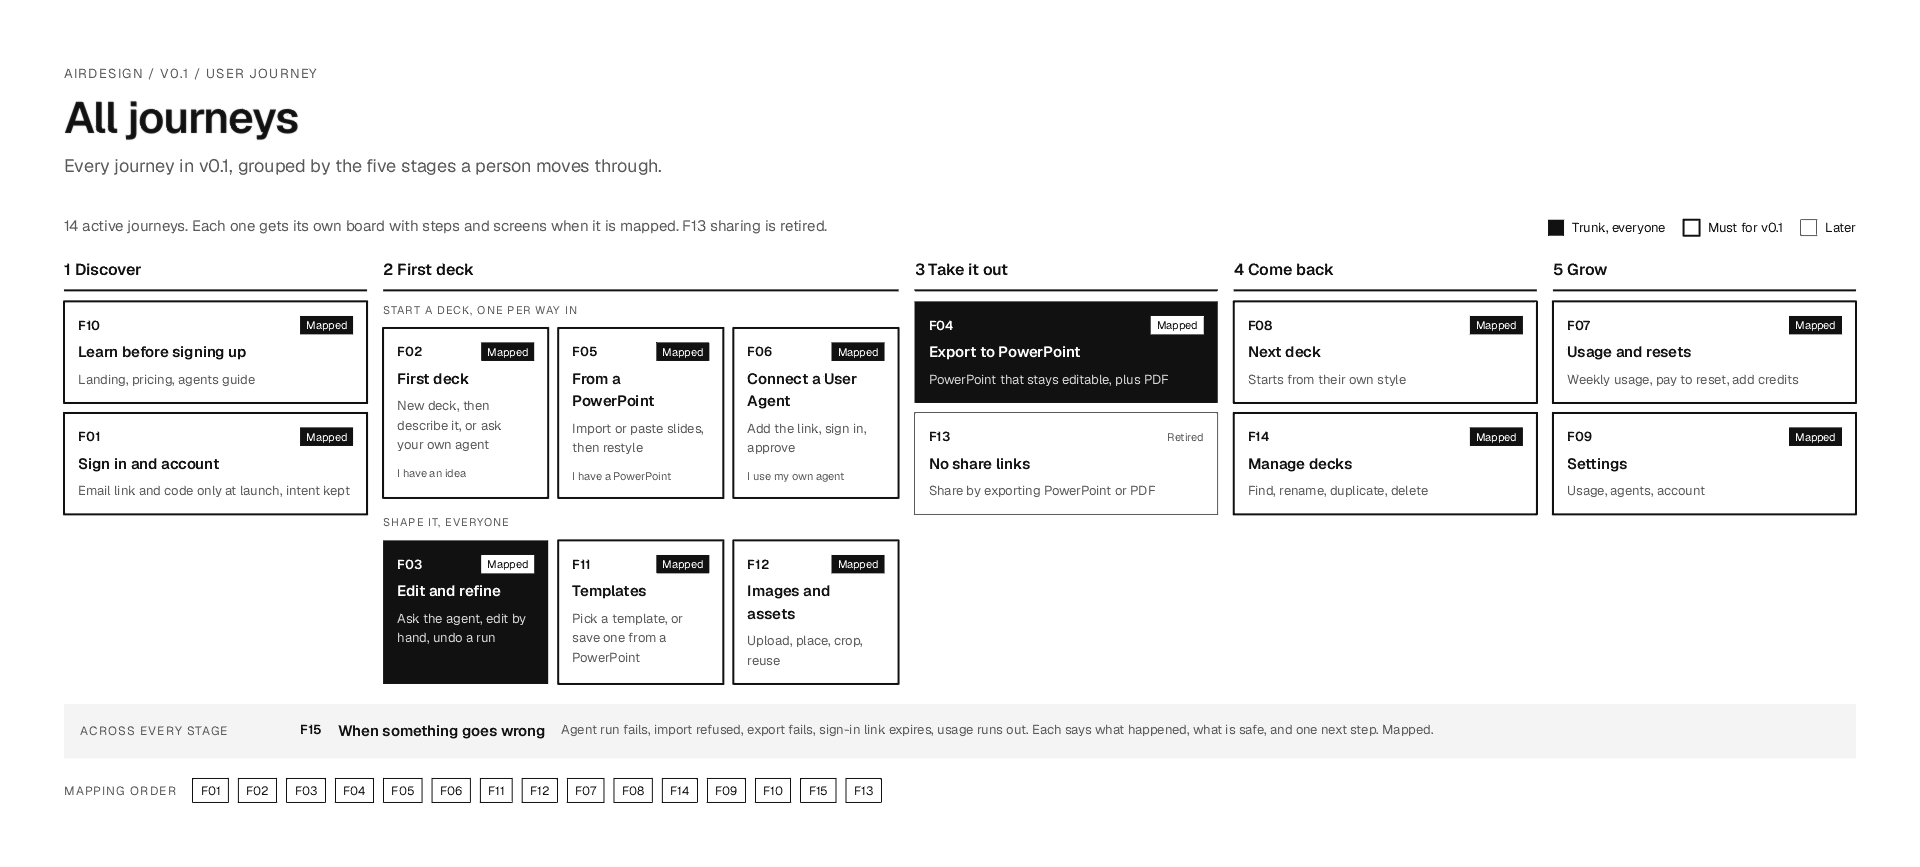 AIRDESIGN / V0.1 / USER JOURNEY
All journeys
Every journey in v0.1, grouped by the five stages a person moves through.
14 active journeys. Each one gets its own board with steps and screens when it is mapped. F13 sharing is retired.
Trunk, everyone
Must for v0.1
Later
1 Discover
F10
Mapped
Learn before signing up
Landing, pricing, agents guide
F01
Mapped
Sign in and account
Email link and code only at launch, intent kept
2 First deck
START A DECK, ONE PER WAY IN
F02
Mapped
First deck
New deck, then
describe it, or ask
your own agent
I have an idea
F05
Mapped
From a
PowerPoint
Import or paste slides,
then restyle
I have a PowerPoint
F06
Mapped
Connect a User
Agent
Add the link, sign in,
approve
I use my own agent
SHAPE IT, EVERYONE
F03
Mapped
Edit and refine
Ask the agent, edit by
hand, undo a run
F11
Mapped
Templates
Pick a template, or
save one from a
PowerPoint
F12
Mapped
Images and
assets
Upload, place, crop,
reuse
3 Take it out
F04
Mapped
Export to PowerPoint
PowerPoint that stays editable, plus PDF
F13
Retired
No share links
Share by exporting PowerPoint or PDF
4 Come back
F08
Mapped
Next deck
Starts from their own style
F14
Mapped
Manage decks
Find, rename, duplicate, delete
5 Grow
F07
Mapped
Usage and resets
Weekly usage, pay to reset, add credits
F09
Mapped
Settings
Usage, agents, account
ACROSS EVERY STAGE
F15
When something goes wrong
Agent run fails, import refused, export fails, sign-in link expires, usage runs out. Each says what happened, what is safe, and one next step. Mapped.
MAPPING ORDER
F01 F02 F03 F04 F05 F06 F11 F12 F07 F08 F14 F09 F10 F15 F13